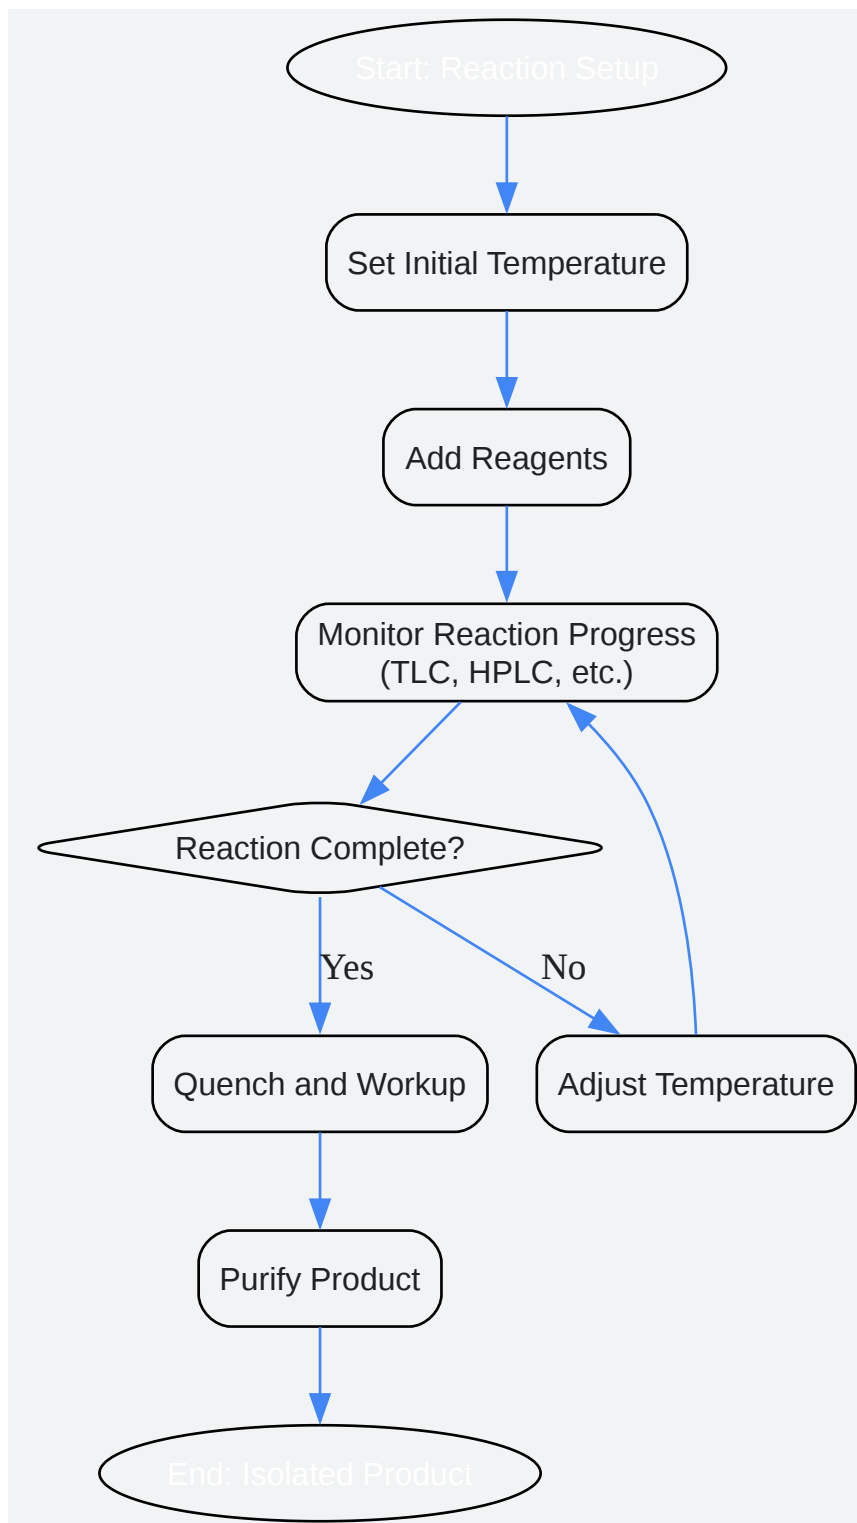 Start: Reaction Setup
Set Initial Temperature
Add Reagents
Monitor Reaction Progress
(TLC, HPLC, etc.)
Reaction Complete?
Yes
No
Quench and Workup
Adjust Temperature
Purify Product
End: Isolated Product